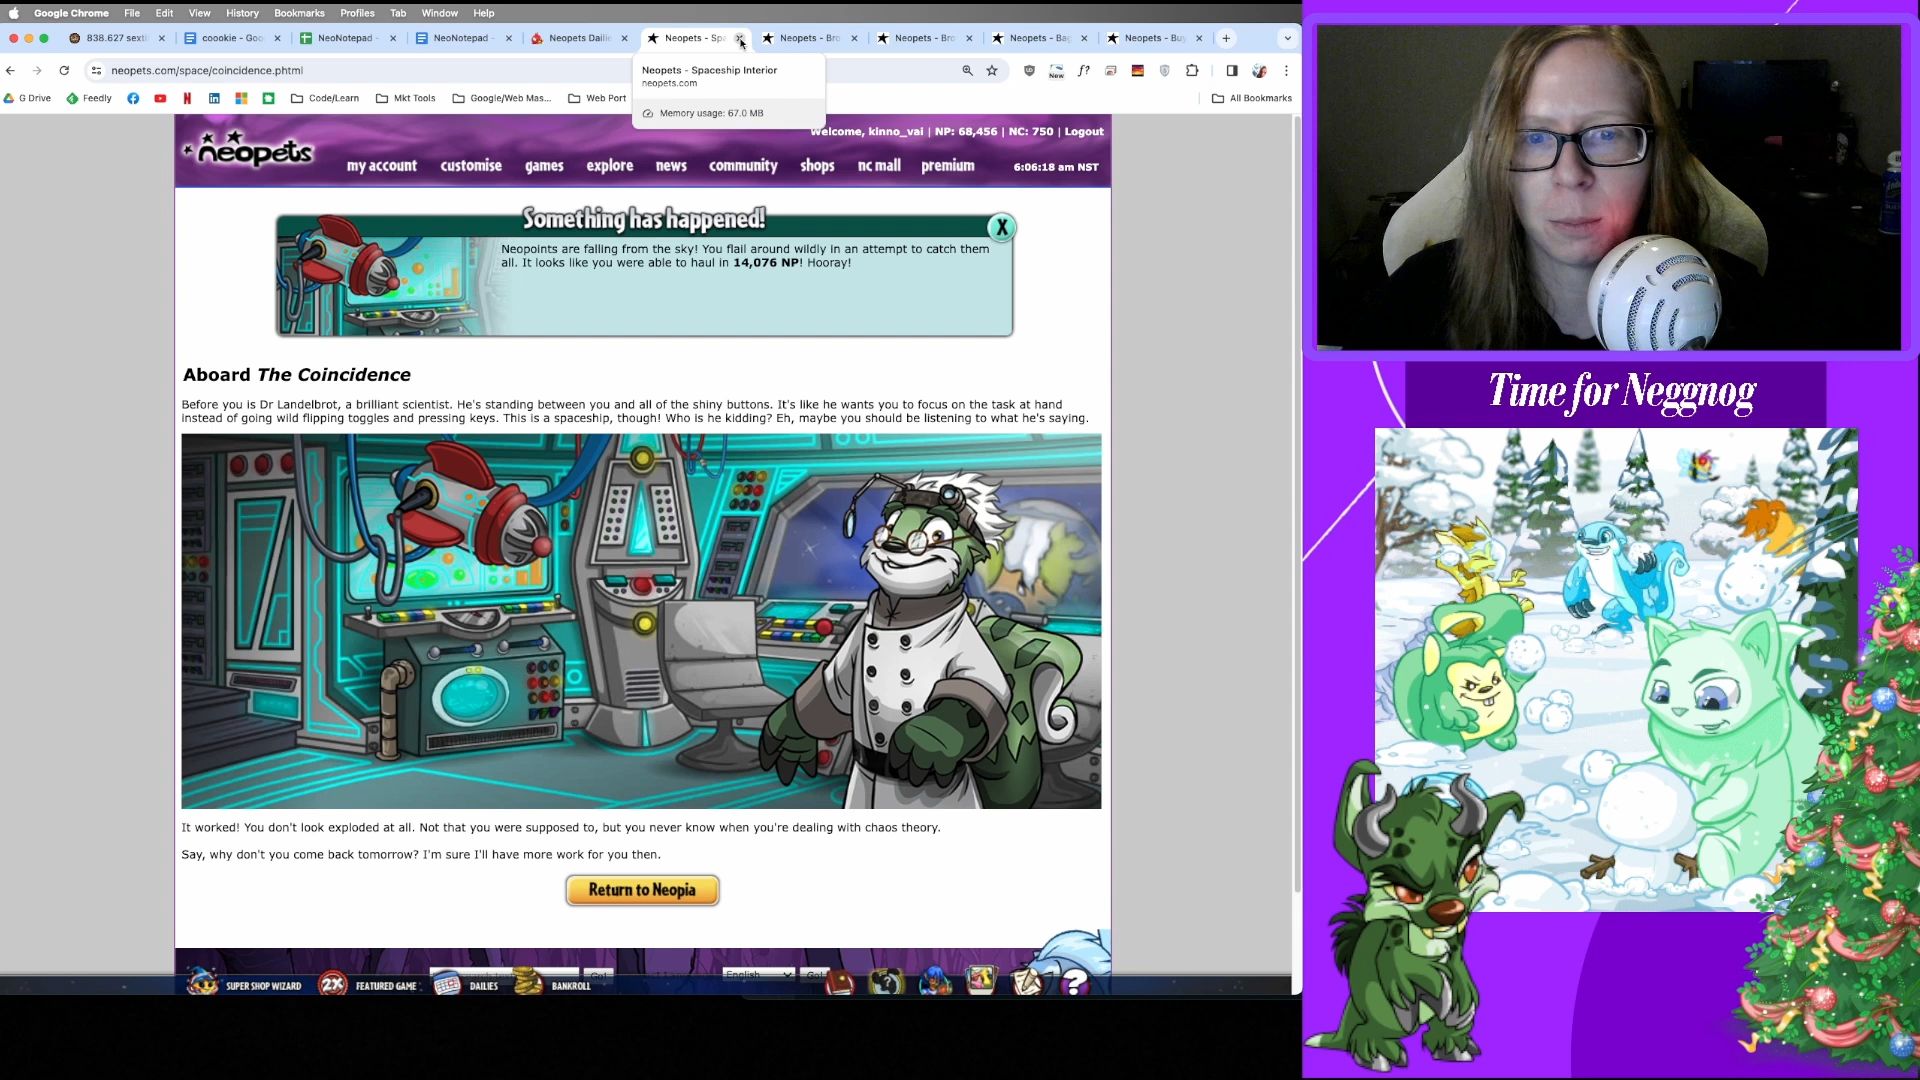 Google Chrome File Edit View History Bookmarks Profiles Tab Window Help
838.627 sexti
coookie - Goo
NeoNotepad -
NeoNotepad -
Neopets Dailie
Neopets - Spa
Neopets - Bro
Neopets - Bro
Neopets - Ba
Neopets - Buy
neopets.com/space/coincidence.phtml
Neopets - Spaceship Interior
neopets.com
Memory usage: 67.0 MB
New
f?
G Drive
Feedly
Code/Learn
Mkt Tools
Google/Web Mas...
Web Port
All Bookmarks
neopets
Welcome, kinno_vai | NP: 68,456 | NC: 750 | Logout
my account customise games explore news community shops nc mall premium
6:06:18 am NST
Something has happened!
X
Neopoints are falling from the sky! You flail around wildly in an attempt to catch them
all. It looks like you were able to haul in 14,076 NP! Hooray!
Aboard The Coincidence
Before you is Dr Landelbrot, a brilliant scientist. He's standing between you and all of the shiny buttons. It's like he wants you to focus on the task at hand
instead of going wild flipping toggles and pressing keys. This is a spaceship, though! Who is he kidding? Eh, maybe you should be listening to what he's saying.
It worked! You don't look exploded at all. Not that you were supposed to, but you never know when you're dealing with chaos theory.
Say, why don't you come back tomorrow? I'm sure I'll have more work for you then.
Return to Neopia
English
Go!
SUPER SHOP WIZARD
2X
FEATURED GAME
DAILIES
BANKROLL
?
Time for Neggnog